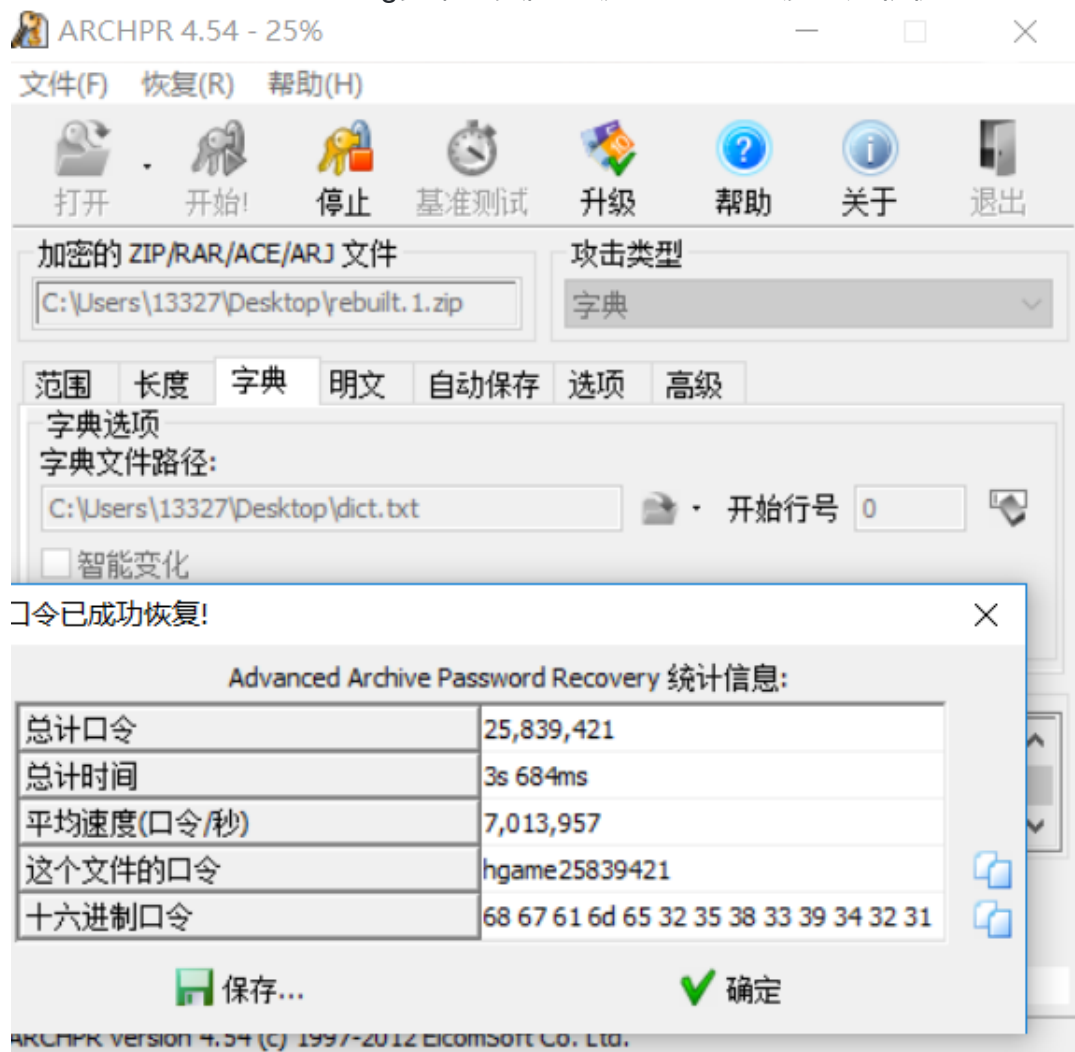 ARCHPR 4.54 - 25%
文件(F) 恢复(R) 帮助(H)
打开 开始! 停止 基准测试 升级 帮助 关于 退出
加密的 ZIP/RAR/ACE/ARJ 文件 攻击类型
C:\Users\13327\Desktop\rebuilt.1.zip 字典
范围 长度 字典 明文 自动保存 选项 高级
字典选项
字典文件路径:
C:\Users\13327\Desktop\dict.txt 开始行号 0
智能变化
口令已成功恢复!
Advanced Archive Password Recovery 统计信息:
总计口令 25,839,421
总计时间 3s 684ms
平均速度(口令/秒) 7,013,957
这个文件的口令 hgame25839421
十六进制口令 68 67 61 6d 65 32 35 38 33 39 34 32 31
保存... 确定
ARCHPR version 4.54 (c) 1997-2012 ElcomSoft Co. Ltd.